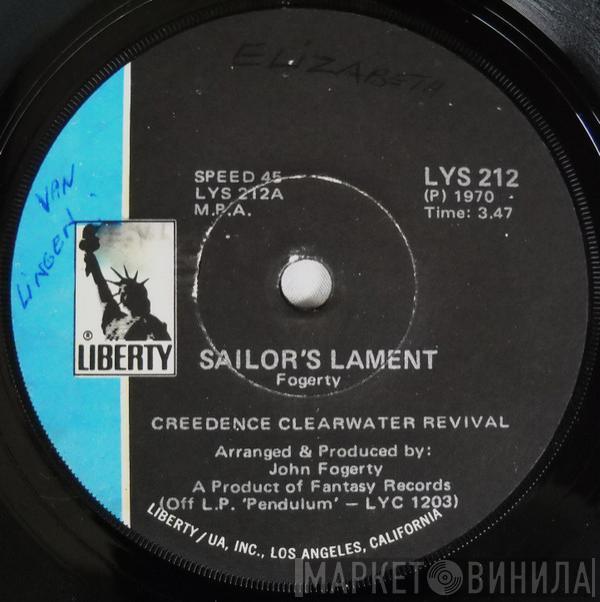 ELIZABETH
VAN
LINGEN
SPEED 45
LYS 212A
M.P.A.
LYS 212
(P) 1970
Time: 3.47
®
LIBERTY
SAILOR'S LAMENT
Fogerty
CREEDENCE CLEARWATER REVIVAL
Arranged & Produced by:
John Fogerty
A Product of Fantasy Records
(Off L.P. 'Pendulum' – LYC 1203)
LIBERTY/UA, INC., LOS ANGELES, CALIFORNIA
МАРКЕТ ВИНИЛА